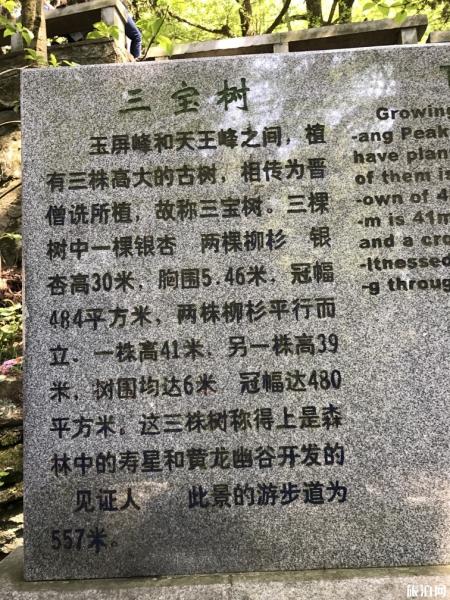 三宝树
玉屏峰和天王峰之间，植
有三株高大的古树，相传为晋
僧诜所植，故称三宝树。三棵
树中一棵银杏 两棵柳杉 银
杏高30米，胸围5.46米，冠幅
484平方米，两株柳杉平行而
立．一株高41米，另一株高39
米，树围均达6米 冠幅达480
平方米，这三株树称得上是森
林中的寿星和黄龙幽谷开发的
见证人 此景的游步道为
557米。
Growing
-ang Peak
have plan
of them is
-own of 4
-m is 41m
and a cro
-itnessed
-g throug
旅泊网